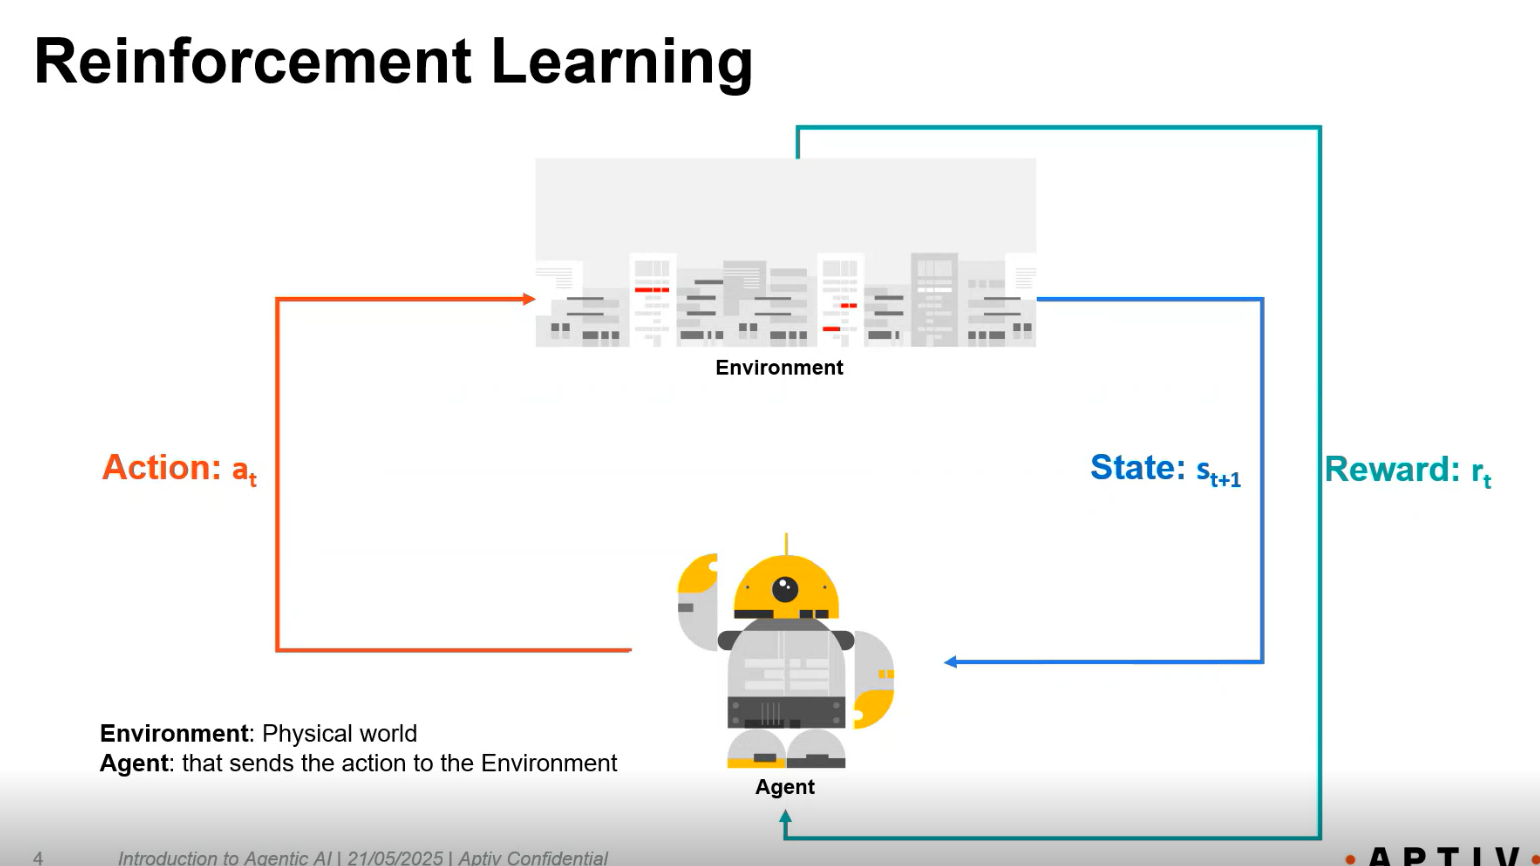 Reinforcement Learning
Environment
Action: aₜ
State: sₜ₊₁
Reward: rₜ
Environment: Physical world
Agent: that sends the action to the Environment
Agent
4 Introduction to Agentic AI | 21/05/2025 | Aptiv Confidential
• APTIV •